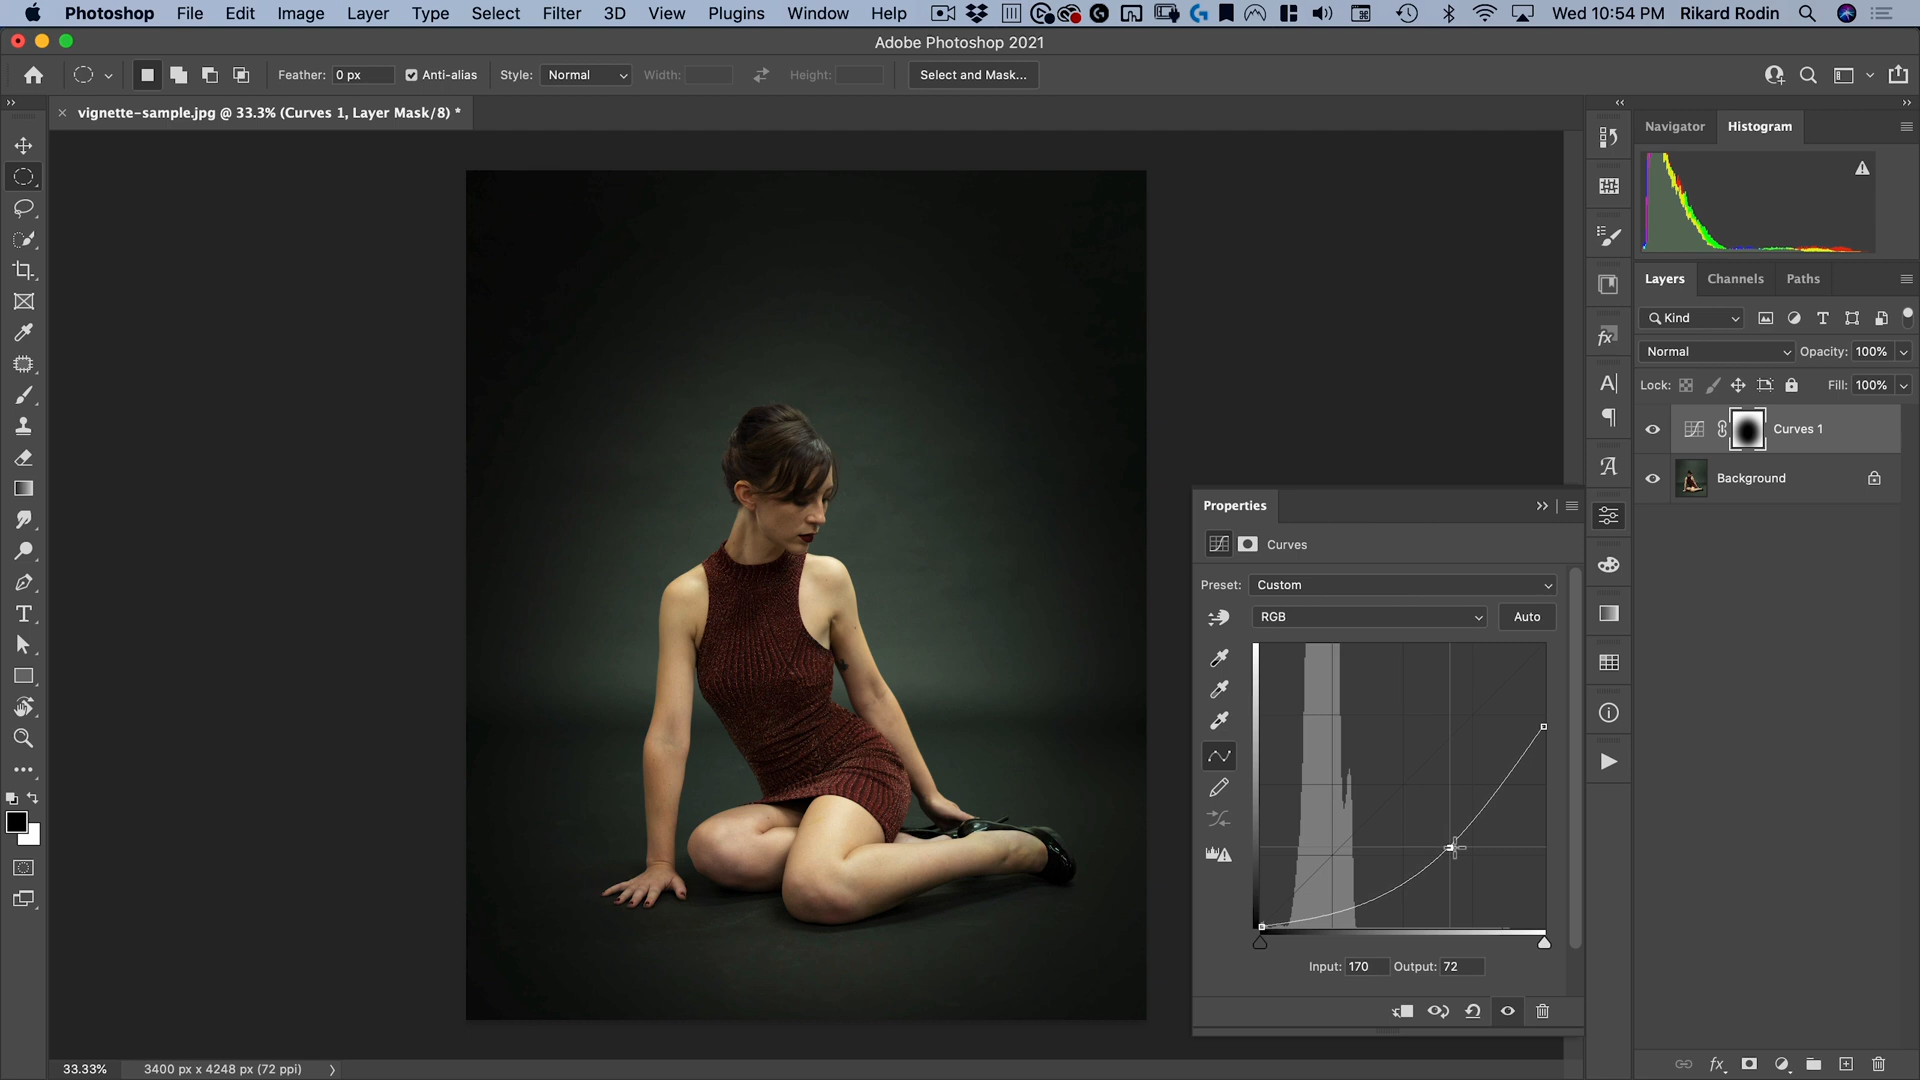 Photoshop File Edit Image Layer Type Select Filter 3D View Plugins Window Help Wed 10:54 PM Rikard Rodin
Adobe Photoshop 2021
Feather: 0 px Anti-alias Style: Normal Width: Height: Select and Mask...
vignette-sample.jpg @ 33.3% (Curves 1, Layer Mask/8) *
Navigator Histogram
Layers Channels Paths
Kind
Normal Opacity: 100%
Lock: Fill: 100%
Curves 1
Background
Properties
Curves
Preset: Custom
RGB Auto
Input: 170 Output: 72
33.33% 3400 px x 4248 px (72 ppi)